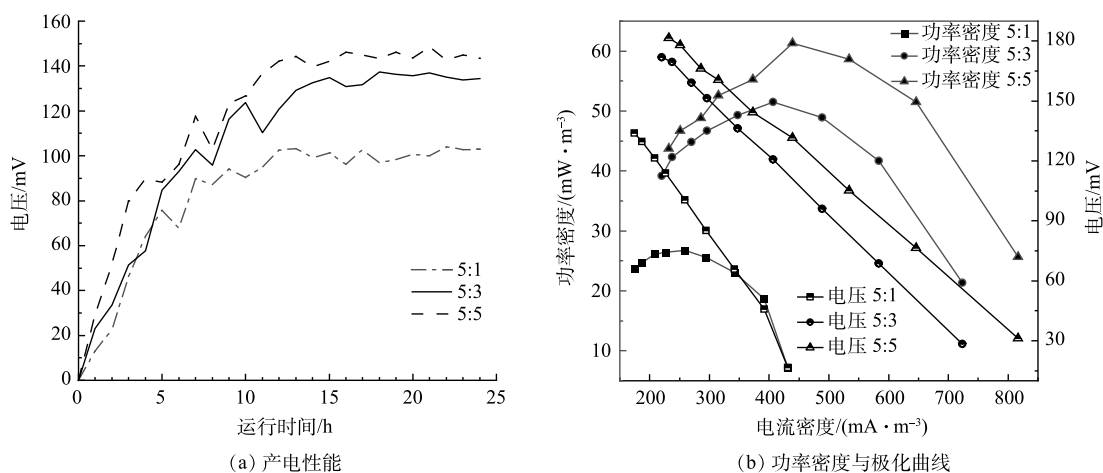 160
140
120
100
80
60
40
20
0
电压/mV
5:1
5:3
5:5
0 5 10 15 20 25
运行时间/h
(a) 产电性能
60
50
40
30
20
10
功率密度/(mW·m⁻³)
功率密度 5:1
功率密度 5:3
功率密度 5:5
电压 5:1
电压 5:3
电压 5:5
180
150
120
90
60
30
电压/mV
200 300 400 500 600 700 800
电流密度/(mA·m⁻³)
(b) 功率密度与极化曲线